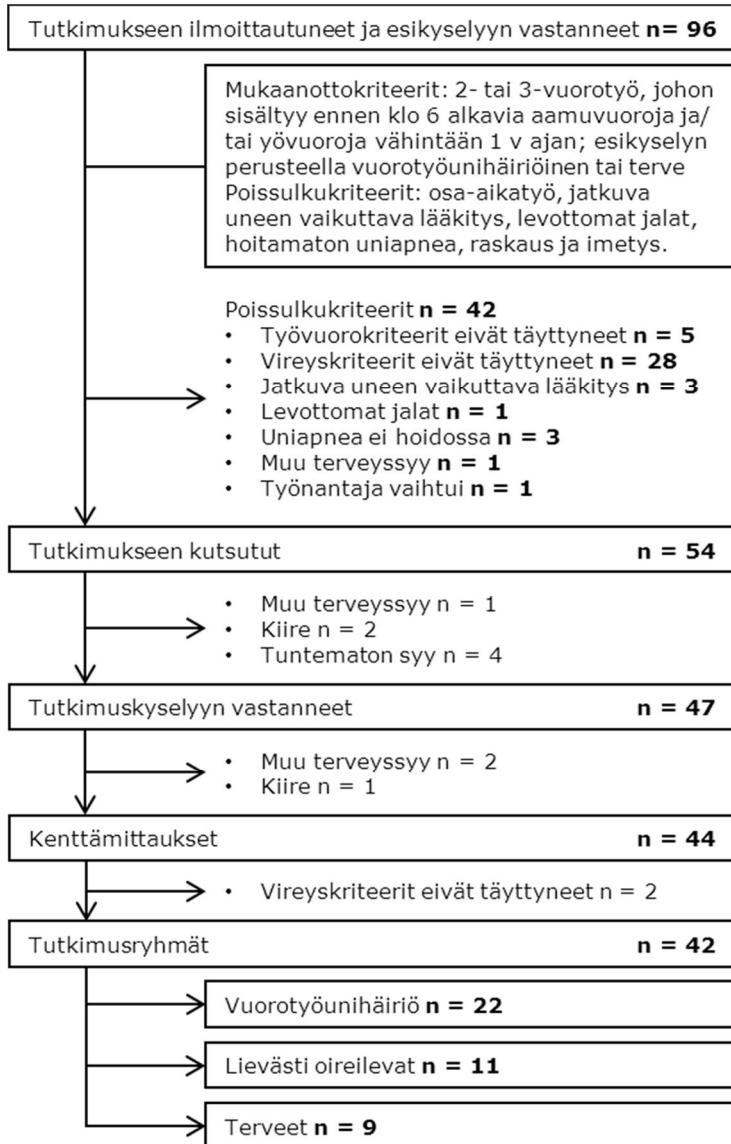 Tutkimukseen ilmoittautuneet ja esikyselyyn vastanneet n= 96
Mukaanottokriteerit: 2- tai 3-vuorotyö, johon
sisältyy ennen klo 6 alkavia aamuvuoroja ja/
tai yövuoroja vähintään 1 v ajan; esikyselyn
perusteella vuorotyöunihäiriöinen tai terve
Poissulkukriteerit: osa-aikatyö, jatkuva
uneen vaikuttava lääkitys, levottomat jalat,
hoitamaton uniapnea, raskaus ja imetys.
Poissulkukriteerit n = 42
• Työvuorokriteerit eivät täyttyneet n = 5
• Vireyskriteerit eivät täyttyneet n = 28
• Jatkuva uneen vaikuttava lääkitys n = 3
• Levottomat jalat n = 1
• Uniapnea ei hoidossa n = 3
• Muu terveyssyy n = 1
• Työnantaja vaihtui n = 1
Tutkimukseen kutsutut n = 54
• Muu terveyssyy n = 1
• Kiire n = 2
• Tuntematon syy n = 4
Tutkimuskyselyyn vastanneet n = 47
• Muu terveyssyy n = 2
• Kiire n = 1
Kenttämittaukset n = 44
• Vireyskriteerit eivät täyttyneet n = 2
Tutkimusryhmät n = 42
Vuorotyöunihäiriö n = 22
Lievästi oireilevat n = 11
Terveet n = 9